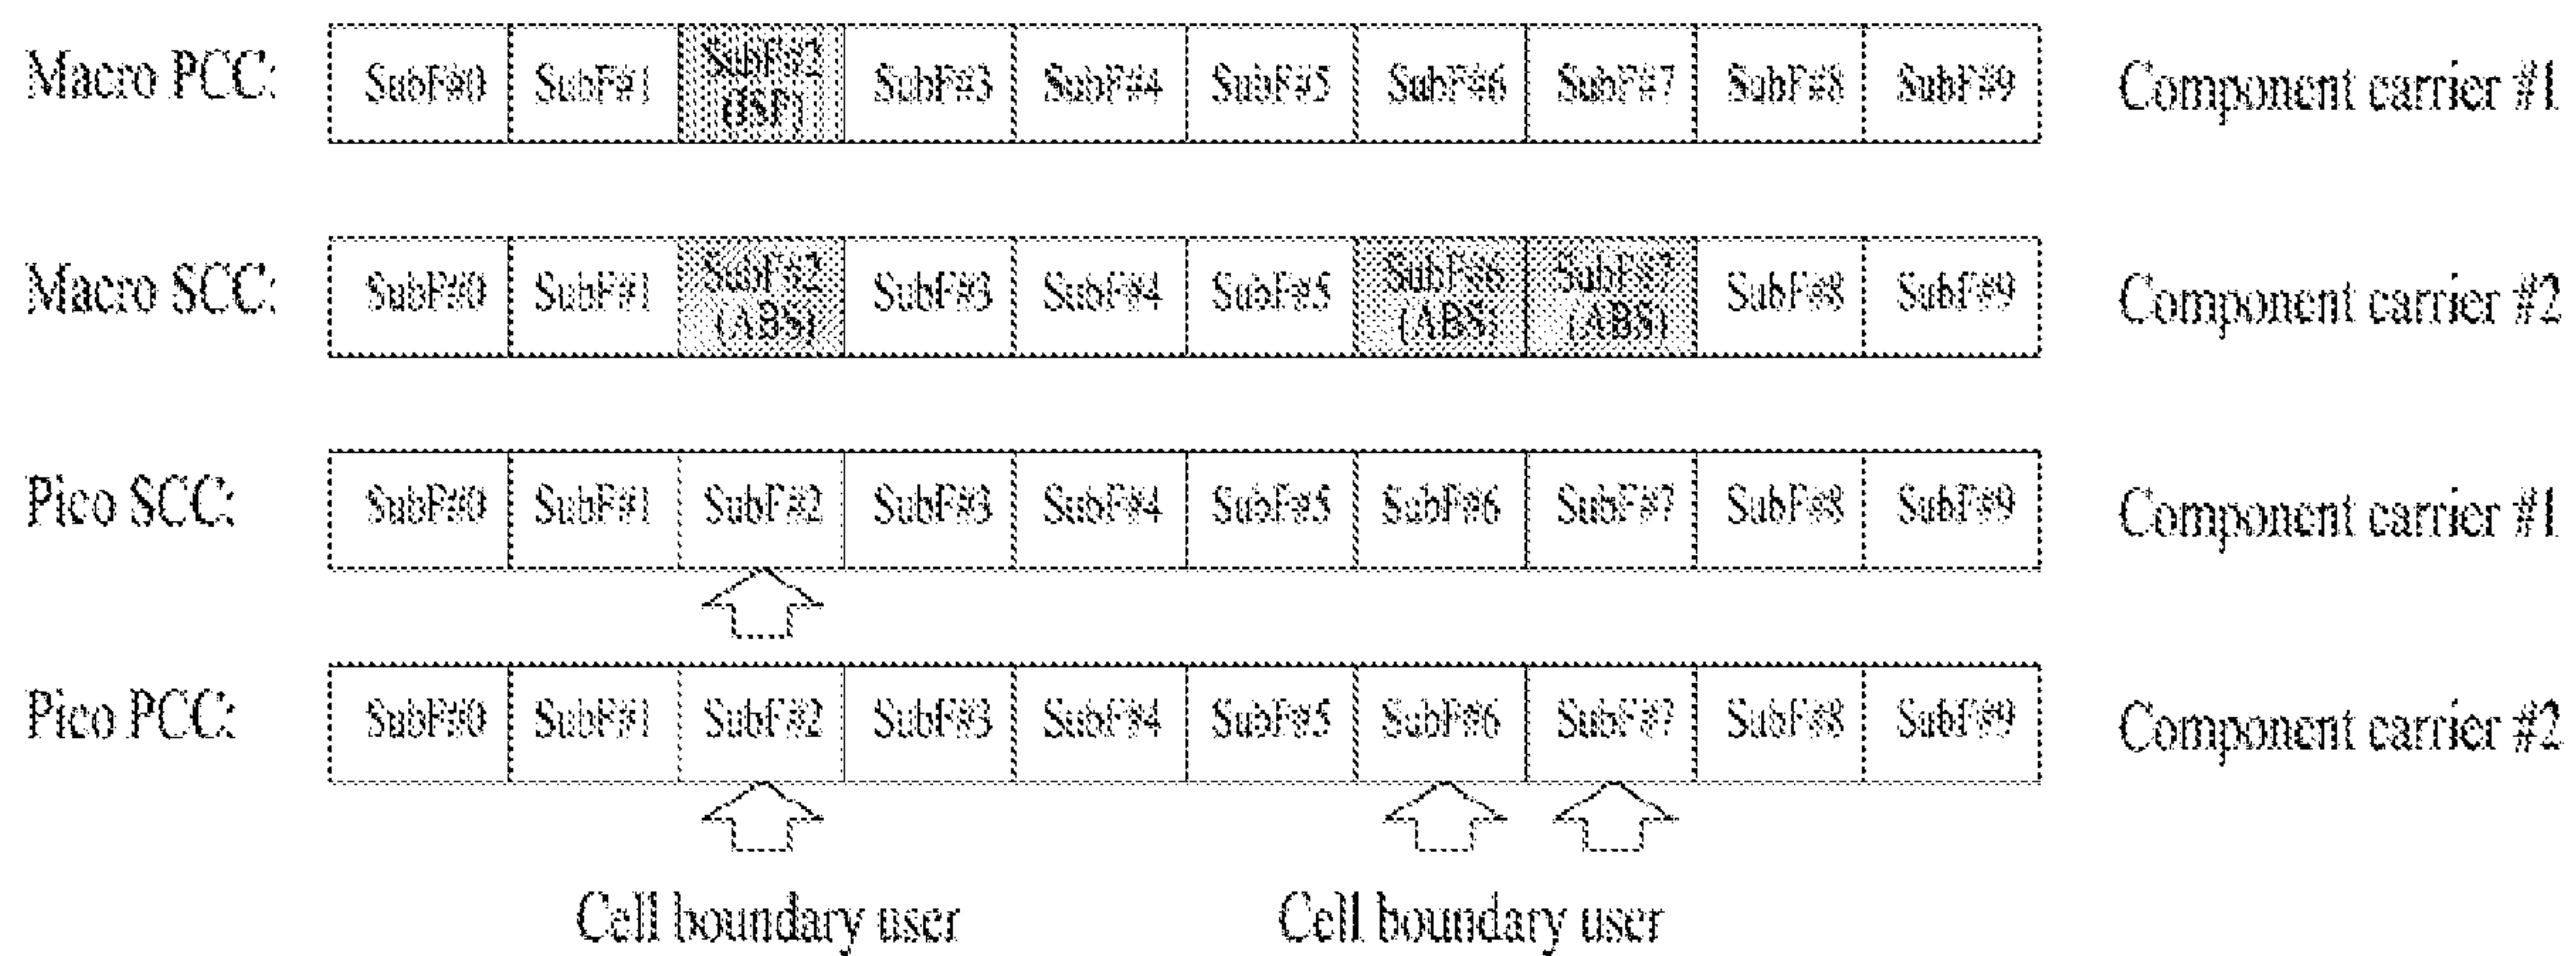 Macro PCC: SubF#0 SubF#1 SubF#2 (JSP) SubF#3 SubF#4 SubF#5 SubF#6 SubF#7 SubF#8 SubF#9 Component carrier #1
Macro SCC: SubF#0 SubF#1 SubF#2 (ABS) SubF#3 SubF#4 SubF#5 SubF#6 (ABS) SubF#7 (ABS) SubF#8 SubF#9 Component carrier #2
Pico SCC: SubF#0 SubF#1 SubF#2 SubF#3 SubF#4 SubF#5 SubF#6 SubF#7 SubF#8 SubF#9 Component carrier #1
Pico PCC: SubF#0 SubF#1 SubF#2 SubF#3 SubF#4 SubF#5 SubF#6 SubF#7 SubF#8 SubF#9 Component carrier #2
Cell boundary user Cell boundary user